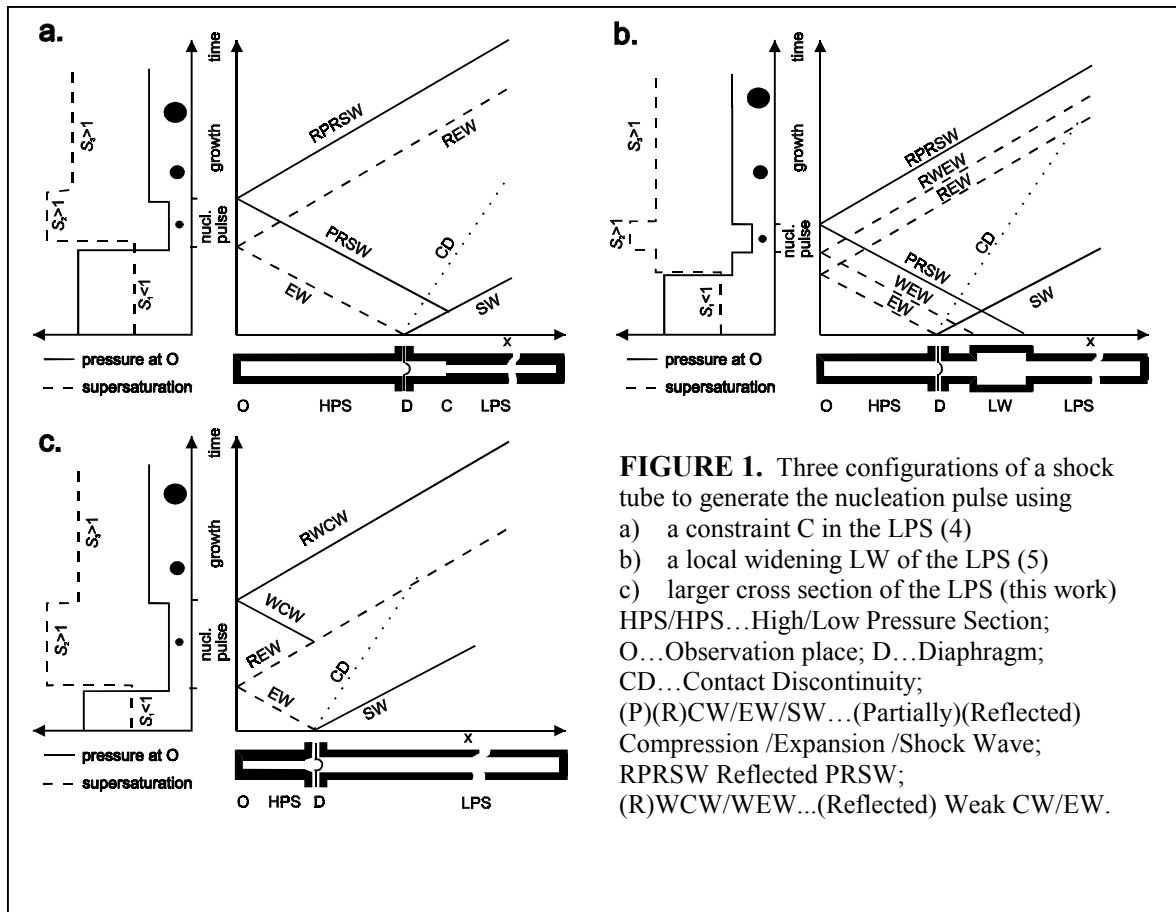 a.
time
growth
nucl.
pulse
S₃>1
S₂>1
S₁<1
RPRSW
REW
PRSW
CD
EW
SW
x
pressure at O
supersaturation
O HPS D C LPS
b.
time
growth
nucl.
pulse
S₃>1
S₂>1
S₁<1
RPRSW
RWEW
REW
CD
PRSW
WEW
EW
SW
x
pressure at O
supersaturation
O HPS D LW LPS
c.
time
growth
nucl.
pulse
S₃>1
S₂>1
S₁<1
RWCW
WCW
REW
CD
EW
SW
x
pressure at O
supersaturation
O HPS D LPS
FIGURE 1. Three configurations of a shock
tube to generate the nucleation pulse using
a) a constraint C in the LPS (4)
b) a local widening LW of the LPS (5)
c) larger cross section of the LPS (this work)
HPS/HPS…High/Low Pressure Section;
O…Observation place; D…Diaphragm;
CD…Contact Discontinuity;
(P)(R)CW/EW/SW…(Partially)(Reflected)
Compression /Expansion /Shock Wave;
RPRSW Reflected PRSW;
(R)WCW/WEW...(Reflected) Weak CW/EW.